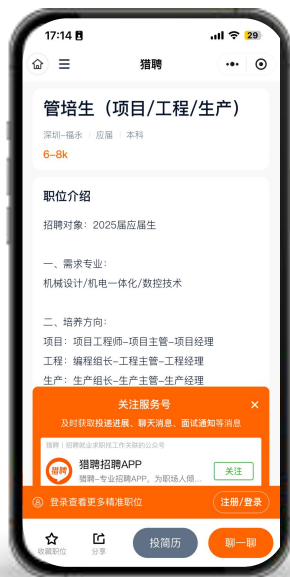 17:14
29
猎聘
管培生（项目/工程/生产）
深圳-福永 应届 本科
6-8k
职位介绍
招聘对象：2025届应届生
一、需求专业：
机械设计/机电一体化/数控技术
二、培养方向：
项目：项目工程师-项目主管-项目经理
工程：编程组长-工程主管-工程经理
生产：生产组长-生产主管-生产经理
关注服务号
及时获取投递进展、聊天消息、面试通知等消息
猎聘｜招聘就业求职找工作关联的公众号
猎聘
猎聘招聘APP
猎聘-专业招聘APP，为职场人倾...
关注
登录查看更多精准职位
注册/登录
收藏职位
分享
投简历
聊一聊